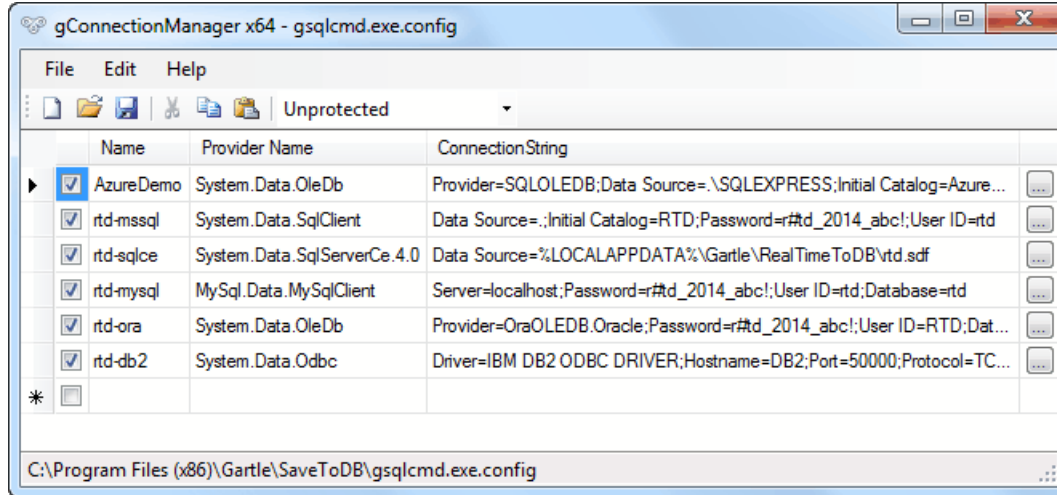 gConnectionManager x64 - gsqlcmd.exe.config
File Edit Help
Unprotected
Name Provider Name ConnectionString
AzureDemo System.Data.OleDb Provider=SQLOLEDB;Data Source=.\SQLEXPRESS;Initial Catalog=Azure... ...
rtd-mssql System.Data.SqlClient Data Source=.;Initial Catalog=RTD;Password=r#td_2014_abc!;User ID=rtd ...
rtd-sqlce System.Data.SqlServerCe.4.0 Data Source=%LOCALAPPDATA%\Gartle\RealTimeToDB\rtd.sdf ...
rtd-mysql MySql.Data.MySqlClient Server=localhost;Password=r#td_2014_abc!;User ID=rtd;Database=rtd ...
rtd-ora System.Data.OleDb Provider=OraOLEDB.Oracle;Password=r#td_2014_abc!;User ID=RTD;Dat... ...
rtd-db2 System.Data.Odbc Driver=IBM DB2 ODBC DRIVER;Hostname=DB2;Port=50000;Protocol=TC... ...
C:\Program Files (x86)\Gartle\SaveToDB\gsqlcmd.exe.config